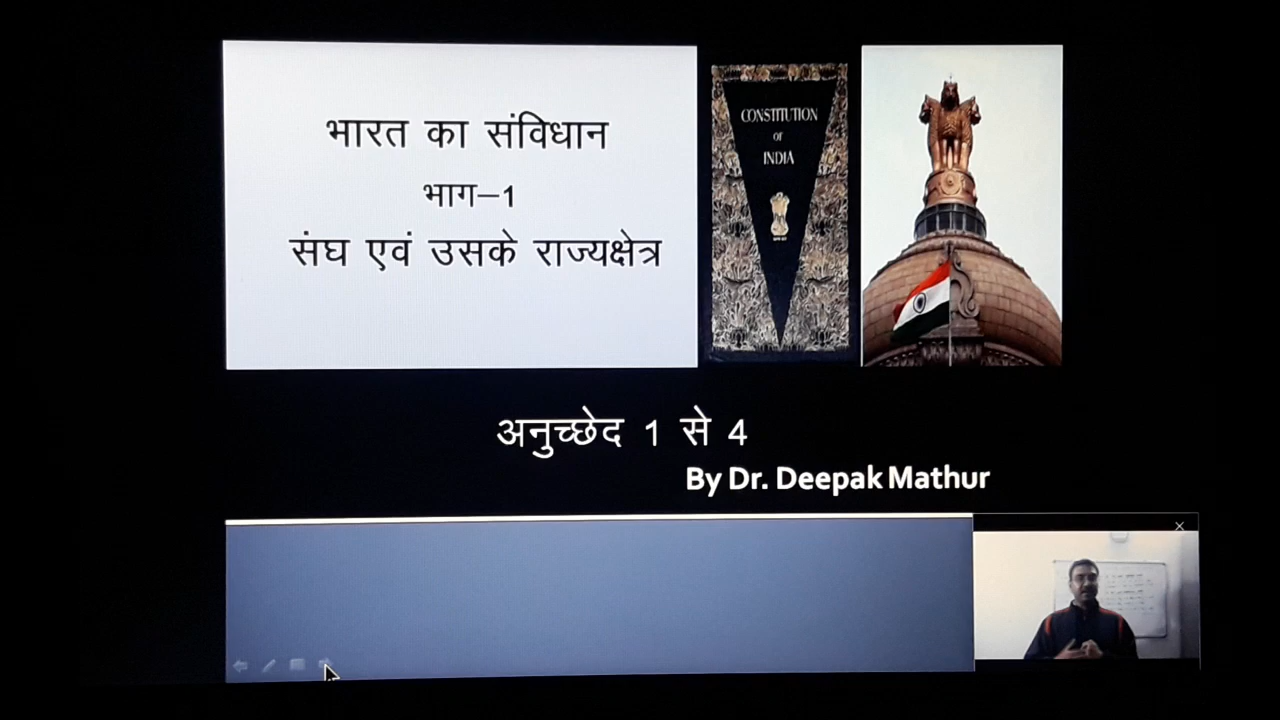 भारत का संविधान
भाग–1
संघ एवं उसके राज्यक्षेत्र
CONSTITUTION
OF
INDIA
अनुच्छेद 1 से 4
By Dr. Deepak Mathur